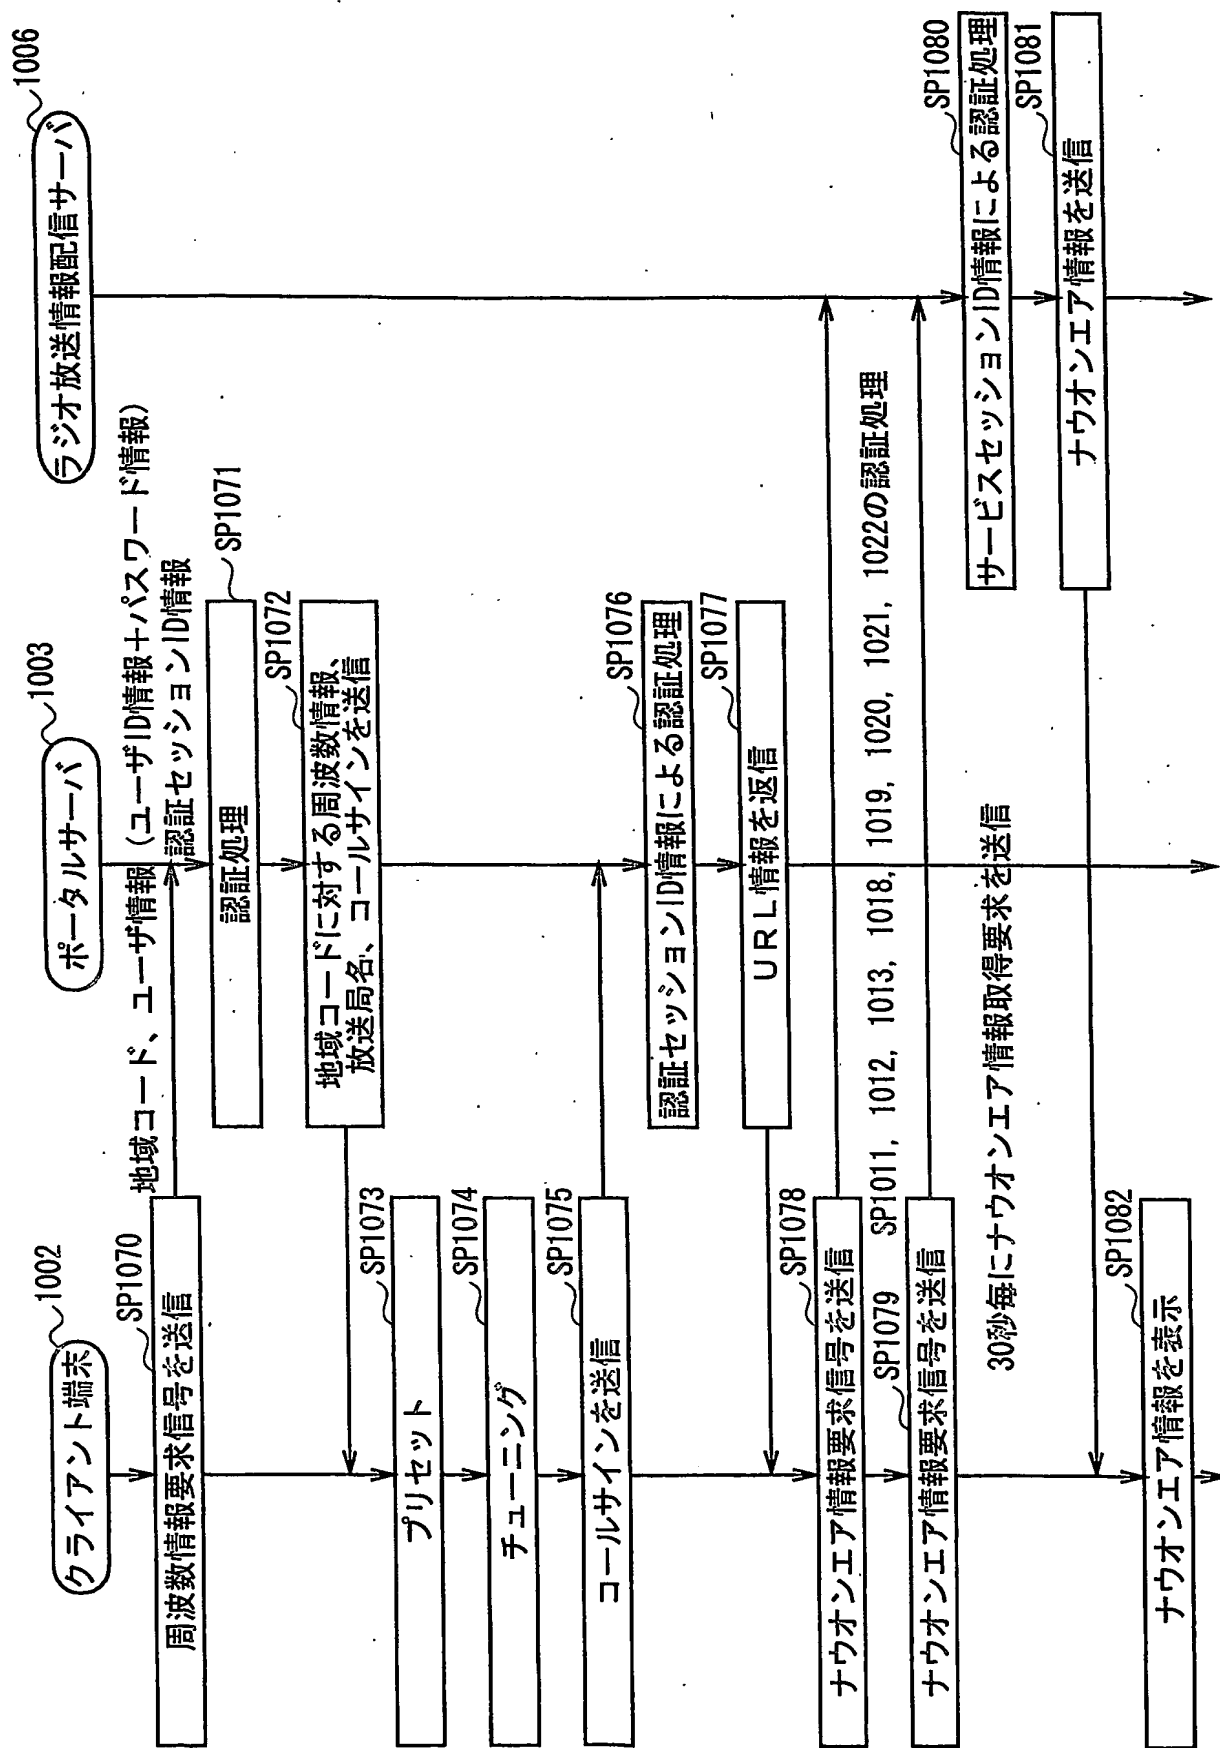 クライアント端末
1002
ポータルサーバ
1003
ラジオ放送情報配信サーバ
1006
地域コード、ユーザ情報(ユーザID情報+パスワード情報)
認証セッションID情報
SP1070
周波数情報要求信号を送信
SP1071
認証処理
SP1072
地域コードに対する周波数情報、
放送局名、コールサインを送信
SP1073
プリセット
SP1074
チューニング
SP1075
コールサインを送信
SP1076
認証セッションID情報による認証処理
SP1077
URL情報を返信
SP1078
ナウオンエア情報要求信号を送信
SP1011, 1012, 1013, 1018, 1019, 1020, 1021, 1022の認証処理
SP1079
ナウオンエア情報要求信号を送信
SP1080
サービスセッションID情報による認証処理
30秒毎にナウオンエア情報取得要求を送信
SP1081
ナウオンエア情報を送信
SP1082
ナウオンエア情報を表示